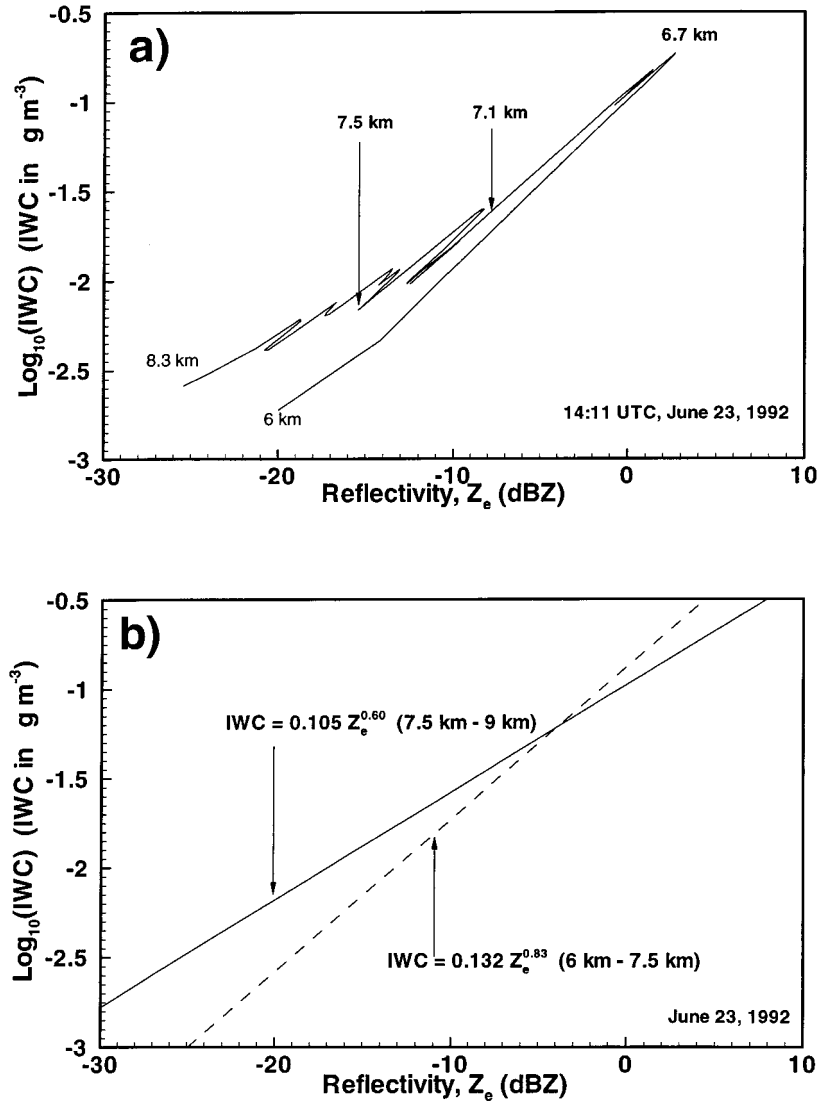 a)
-0.5
-1
-1.5
-2
-2.5
-3
Log10(IWC) (IWC in g m-3)
6.7 km
7.1 km
7.5 km
8.3 km
6 km
14:11 UTC, June 23, 1992
-30 -20 -10 0 10
Reflectivity, Ze (dBZ)
b)
-0.5
-1
-1.5
-2
-2.5
-3
Log10(IWC) (IWC in g m-3)
IWC = 0.105 Ze^0.60 (7.5 km - 9 km)
IWC = 0.132 Ze^0.83 (6 km - 7.5 km)
June 23, 1992
-30 -20 -10 0 10
Reflectivity, Ze (dBZ)